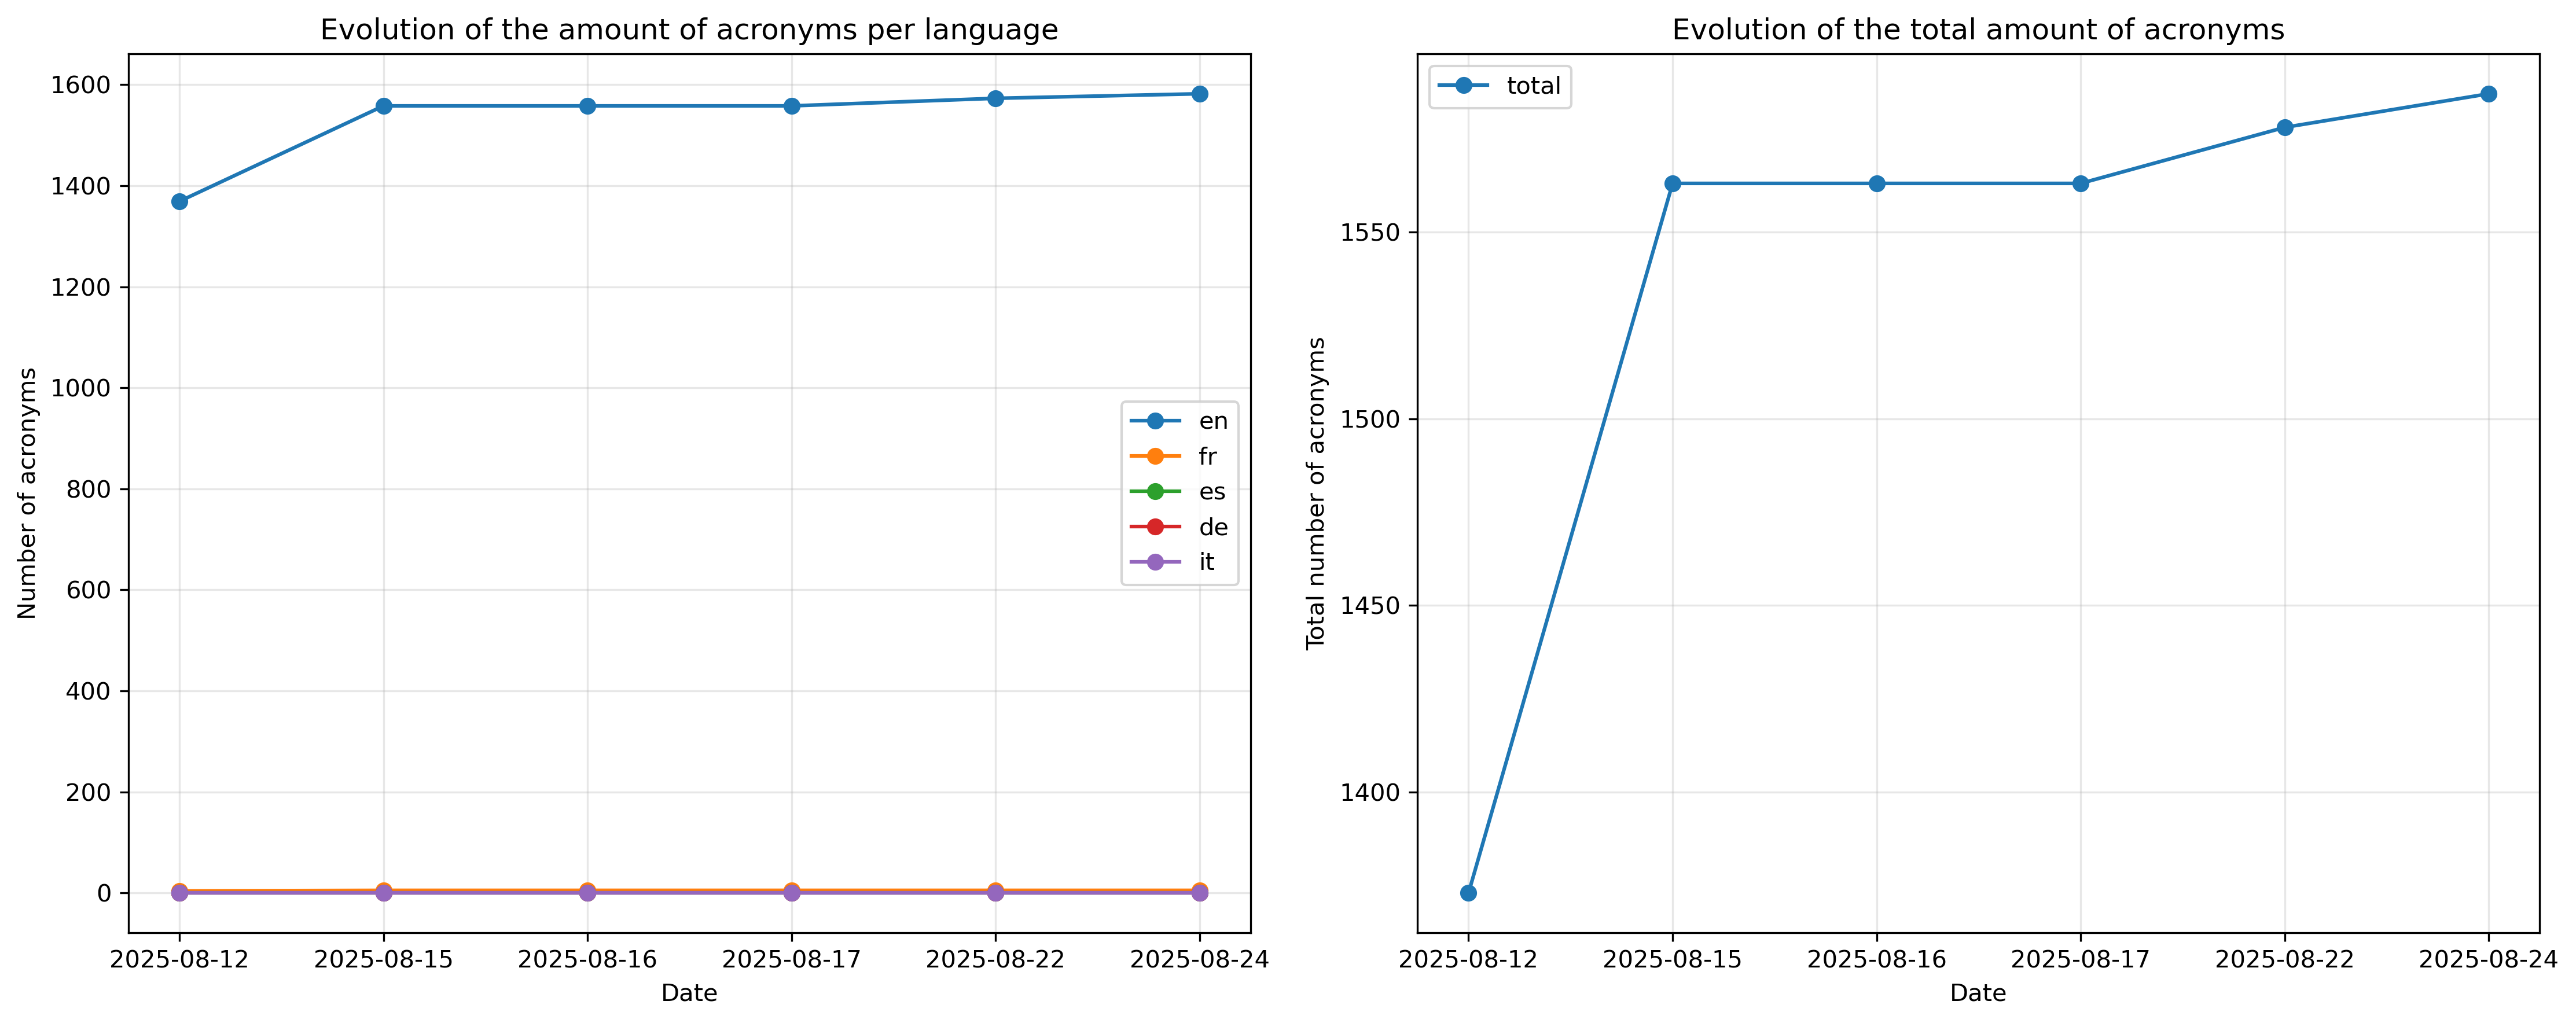 Evolution of the amount of acronyms per language
Number of acronyms
1600
1400
1200
1000
800
600
400
200
0
en
fr
es
de
it
2025-08-12
2025-08-15
2025-08-16
2025-08-17
2025-08-22
2025-08-24
Date
Evolution of the total amount of acronyms
total
Total number of acronyms
1550
1500
1450
1400
2025-08-12
2025-08-15
2025-08-16
2025-08-17
2025-08-22
2025-08-24
Date